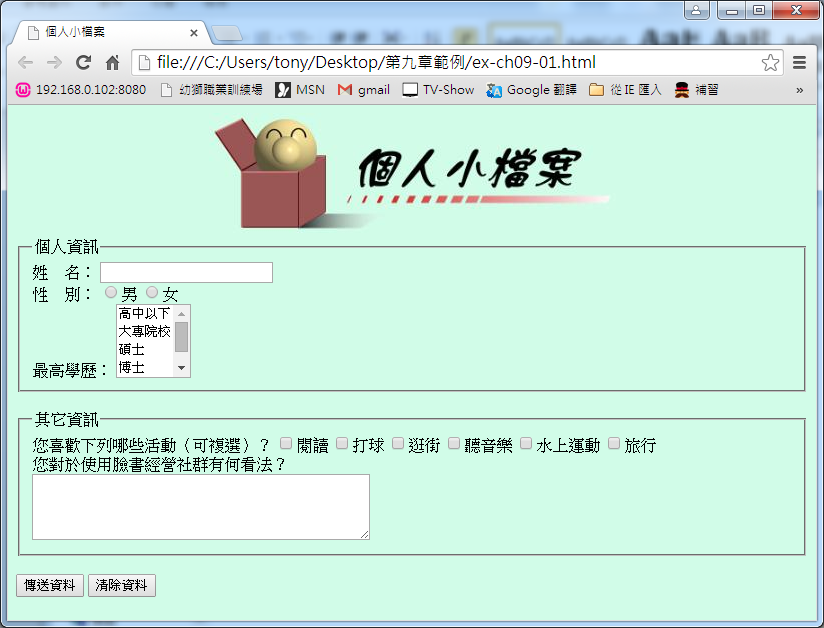 個人小檔案
file:///C:/Users/tony/Desktop/第九章範例/ex-ch09-01.html
192.168.0.102:8080 幼獅職業訓練場 MSN gmail TV-Show Google 翻譯 從 IE 匯入 補習 »
個人小檔案
個人資訊
姓　名：
性　別： 男 女
高中以下
大專院校
碩士
博士
最高學歷：
其它資訊
您喜歡下列哪些活動（可複選）？ 閱讀 打球 逛街 聽音樂 水上運動 旅行
您對於使用臉書經營社群有何看法？
傳送資料 清除資料